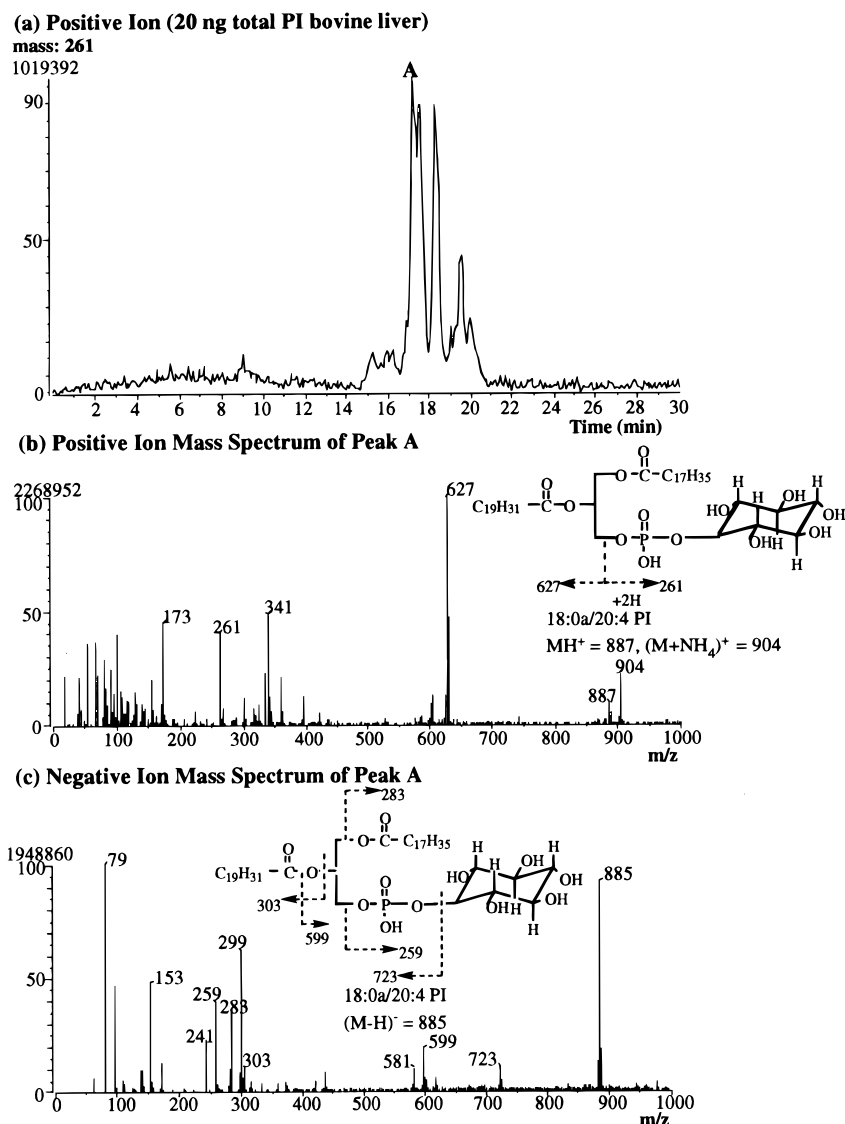 (a) Positive Ion (20 ng total PI bovine liver)
mass: 261
1019392
A
90
50
0
2 4 6 8 10 12 14 16 18 20 22 24 26 28 30
Time (min)
(b) Positive Ion Mass Spectrum of Peak A
2268952
100
50
0
173
261
341
627
887
904
O
O C C17H35
O
C19H31 C O
O
O P O
OH
H H OH H
HO OH
OH H OH
H
627 261
+2H
18:0a/20:4 PI
MH+ = 887, (M+NH4)+ = 904
0 100 200 300 400 500 600 700 800 900 1000
m/z
(c) Negative Ion Mass Spectrum of Peak A
1948860
100
50
0
79
153
241
259
283
299
303
581
599
723
885
283
O
O C C17H35
O
C19H31 C O
O
O P O
OH
H H OH H
HO OH
OH H OH
H
303
599
259
723
18:0a/20:4 PI
(M-H)- = 885
0 100 200 300 400 500 600 700 800 900 1000
m/z